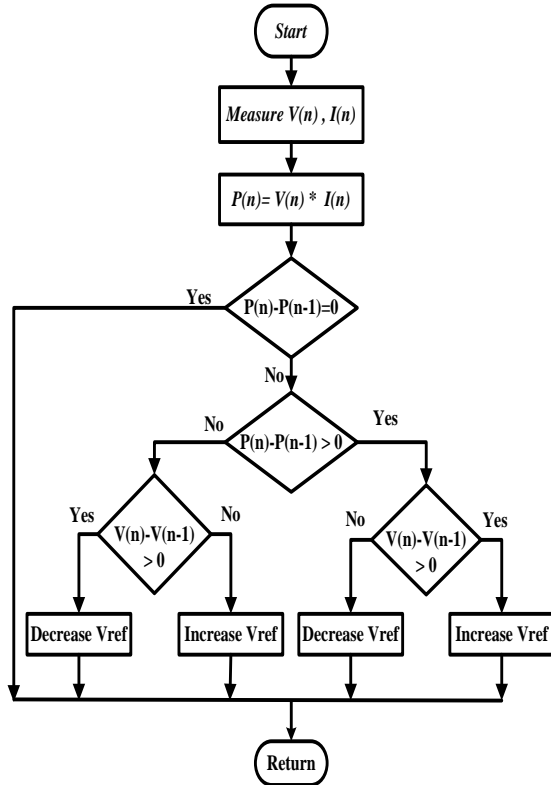 Start
Measure V(n) , I(n)
P(n)= V(n) * I(n)
Yes
P(n)-P(n-1)=0
No
No
Yes
P(n)-P(n-1) > 0
Yes
V(n)-V(n-1)
> 0
No
No
V(n)-V(n-1)
> 0
Yes
Decrease Vref
Increase Vref
Decrease Vref
Increase Vref
Return